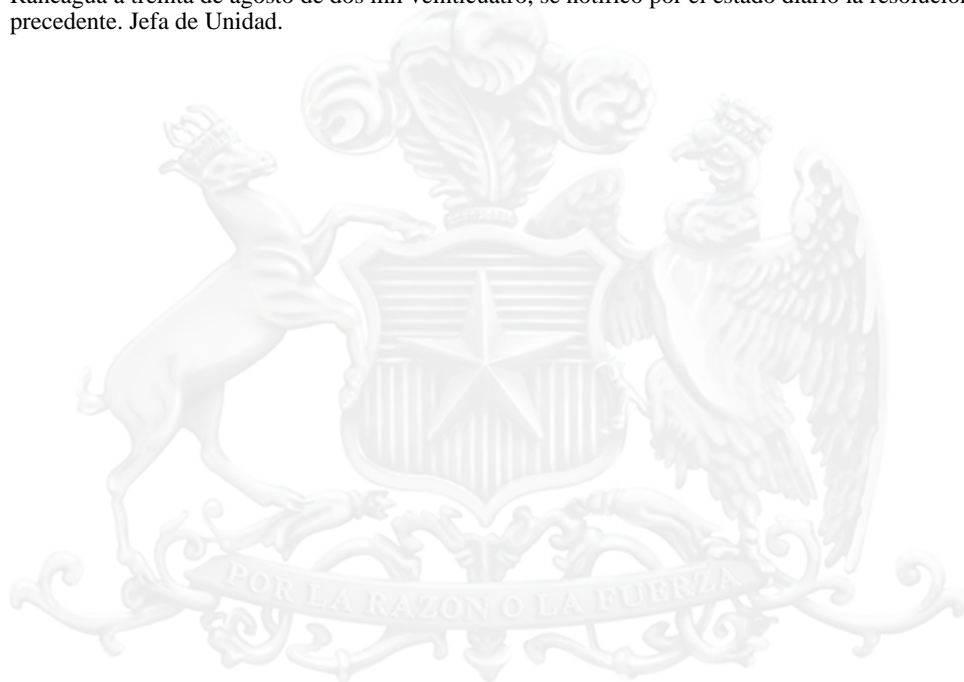 Rancagua a treinta de agosto de dos mil veinticuatro, se notificó por el estado diario la resolución
precedente. Jefa de Unidad.
POR LA RAZON O LA FUERZA